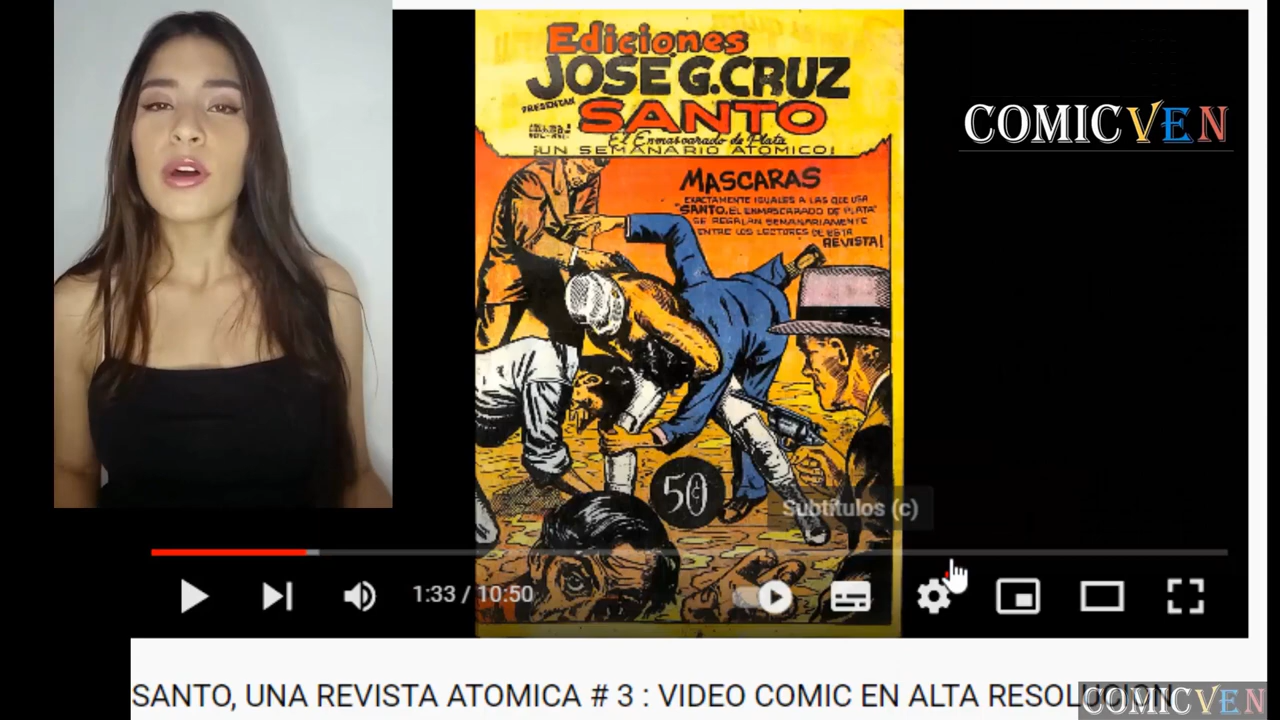 Ediciones
JOSE G. CRUZ
PRESENTAN
SANTO
El Enmascarado de Plata
¡UN SEMANARIO ATOMICO!
MASCARAS
EXACTAMENTE IGUALES A LAS QUE USA
"SANTO, EL ENMASCARADO DE PLATA"
SE REGALAN SEMANARIAMENTE
ENTRE LOS LECTORES DE ESTA
REVISTA!
50¢
COMICVEN
Subtítulos (c)
1:33 / 10:50
SANTO, UNA REVISTA ATOMICA # 3 : VIDEO COMIC EN ALTA RESOLUCION
COMICVEN